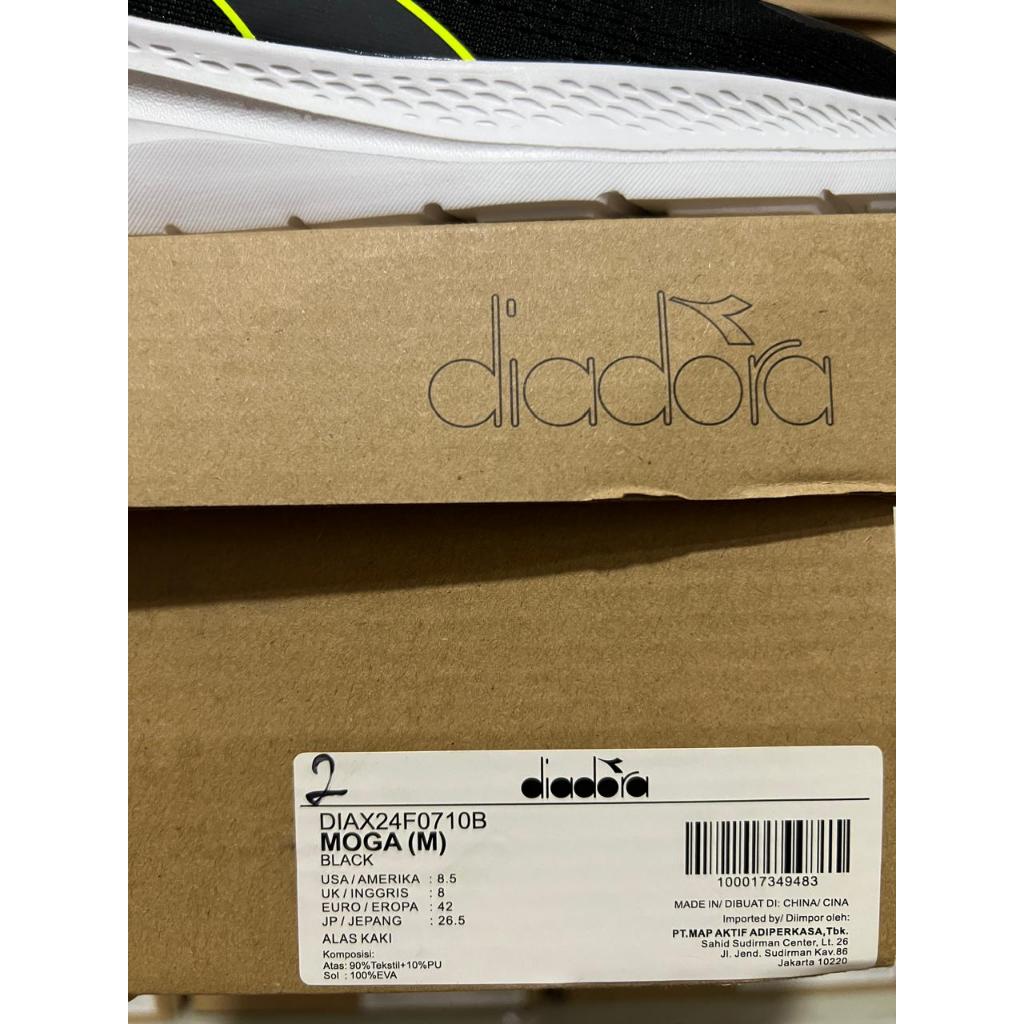 diadora
2
diadora
DIAX24F0710B
MOGA (M)
BLACK
USA / AMERIKA : 8.5
UK / INGGRIS : 8
EURO / EROPA : 42
JP / JEPANG : 26.5
ALAS KAKI
Komposisi:
Atas: 90%Tekstil+10%PU
Sol : 100%EVA
100017349483
MADE IN/ DIBUAT DI: CHINA/ CINA
Imported by/ Diimpor oleh:
PT.MAP AKTIF ADIPERKASA,Tbk.
Sahid Sudirman Center, Lt. 26
Jl. Jend. Sudirman Kav.86
Jakarta 10220